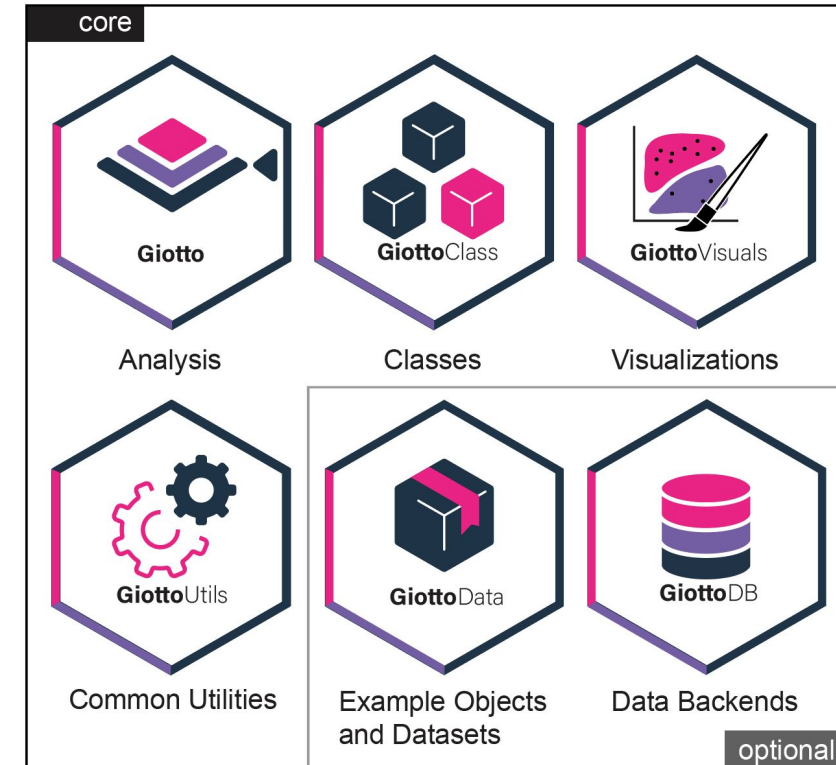 core
Giotto
GiottoClass
GiottoVisuals
Analysis
Classes
Visualizations
GiottoUtils
GiottoData
GiottoDB
Common Utilities
Example Objects
and Datasets
Data Backends
optional